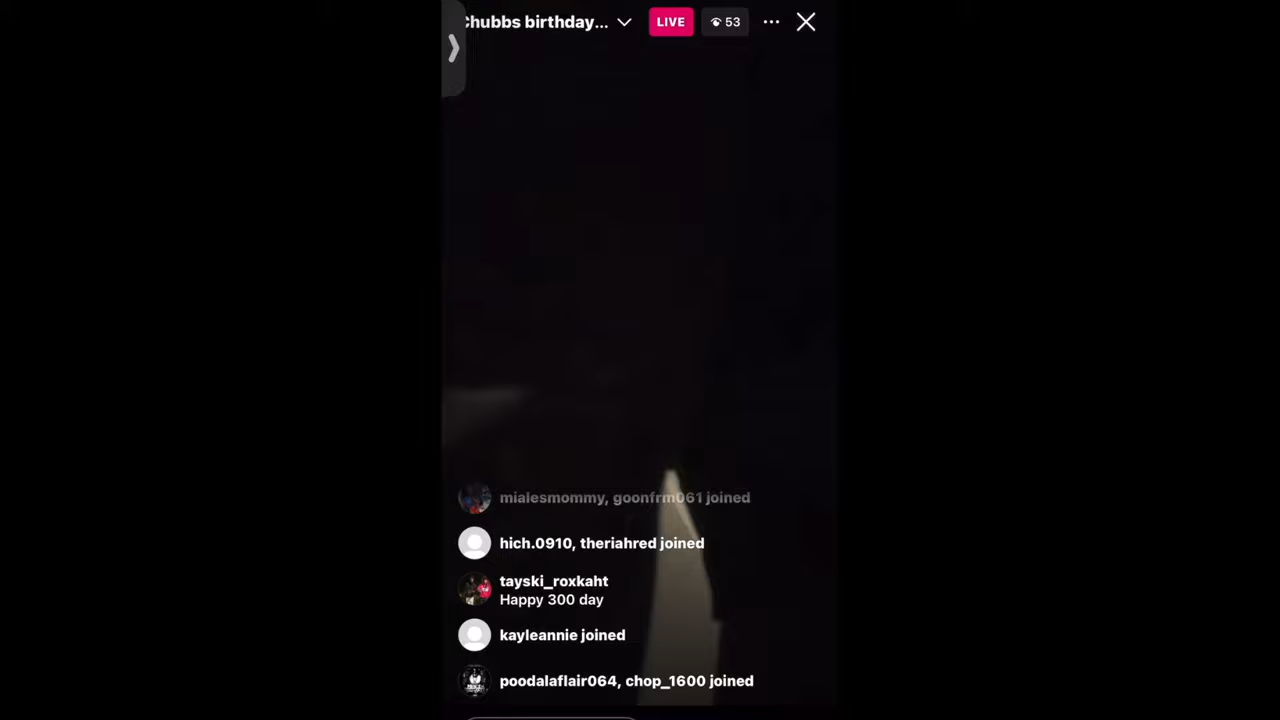 Chubbs birthday...
LIVE
53
mialesmommy, goonfrm061 joined
hich.0910, theriahred joined
tayski_roxkaht
Happy 300 day
kayleannie joined
poodalaflair064, chop_1600 joined